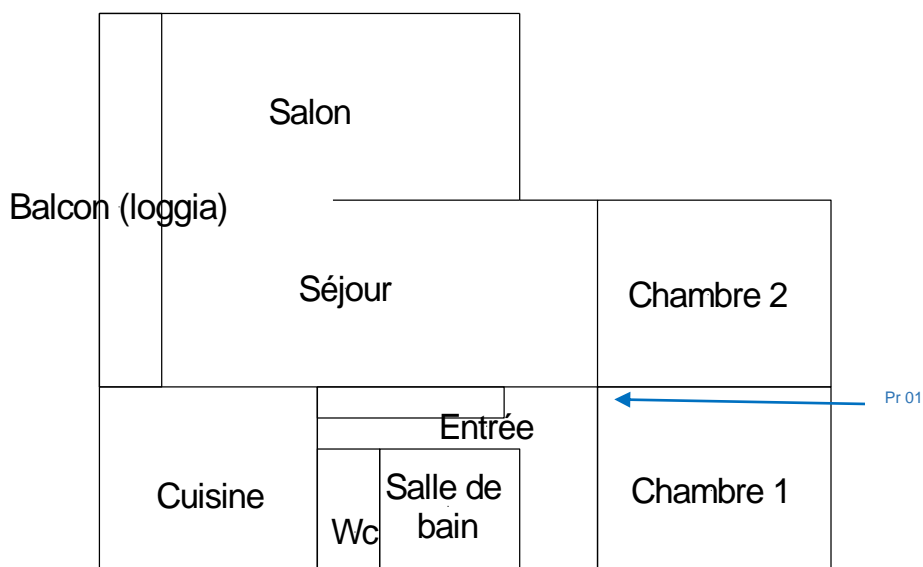 Salon
Balcon (loggia)
Séjour
Chambre 2
Pr 01
Entrée
Cuisine
Wc
Salle de
bain
Chambre 1